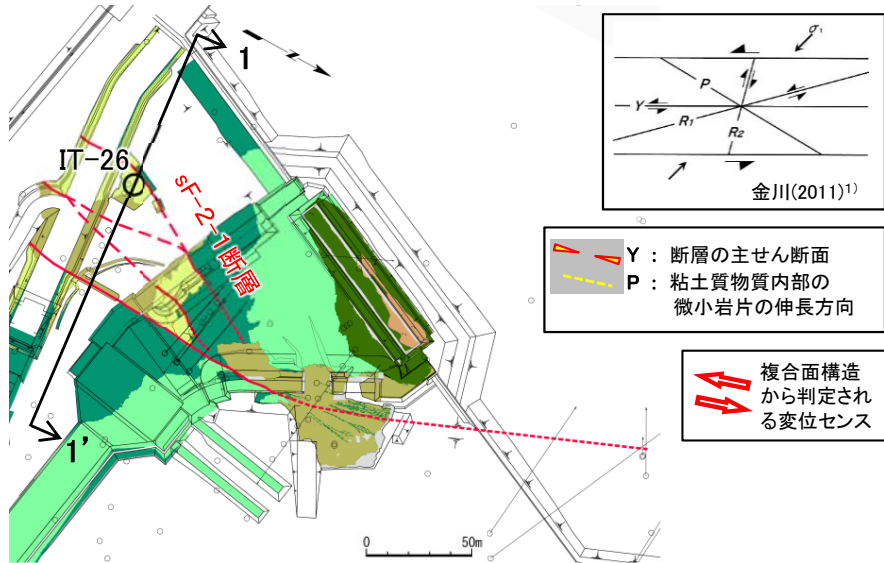 1
N
IT-26
sF-2-1断層
1'
0 50m
σ1
P
Y
R1
R2
金川(2011)1)
Y : 断層の主せん断面
P : 粘土質物質内部の
微小岩片の伸長方向
複合面構造
から判定され
る変位センス